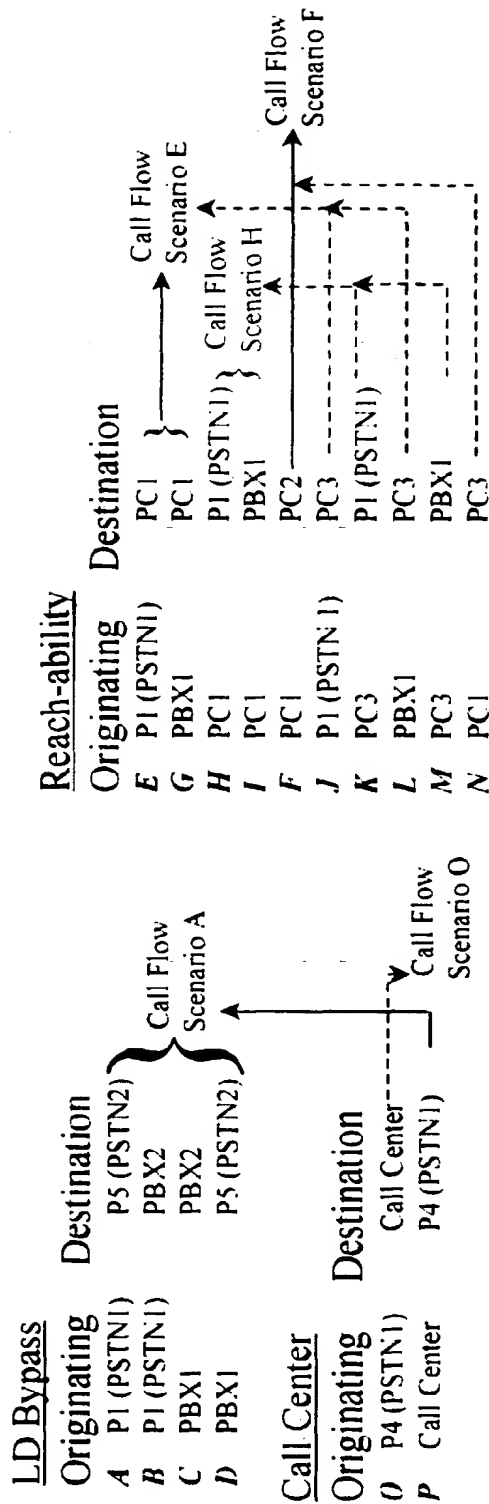 LD Bypass
Originating Destination
A P1 (PSTN1) P5 (PSTN2)
B P1 (PSTN1) PBX2
C PBX1 PBX2
D PBX1 P5 (PSTN2)
Call Flow
Scenario A
Call Center
Originating Destination
O P4 (PSTN1) Call Center
P Call Center P4 (PSTN1)
Call Flow
Scenario O
Reach-ability
Originating Destination
E P1 (PSTN1) PC1
G PBX1 PC1
H PC1 P1 (PSTN1)
I PC1 PBX1
F PC1 PC2
J P1 (PSTN 1) PC3
K PC3 P1 (PSTN1)
L PBX1 PC3
M PC3 PBX1
N PC1 PC3
Call Flow
Scenario E
Call Flow
Scenario H
Call Flow
Scenario F